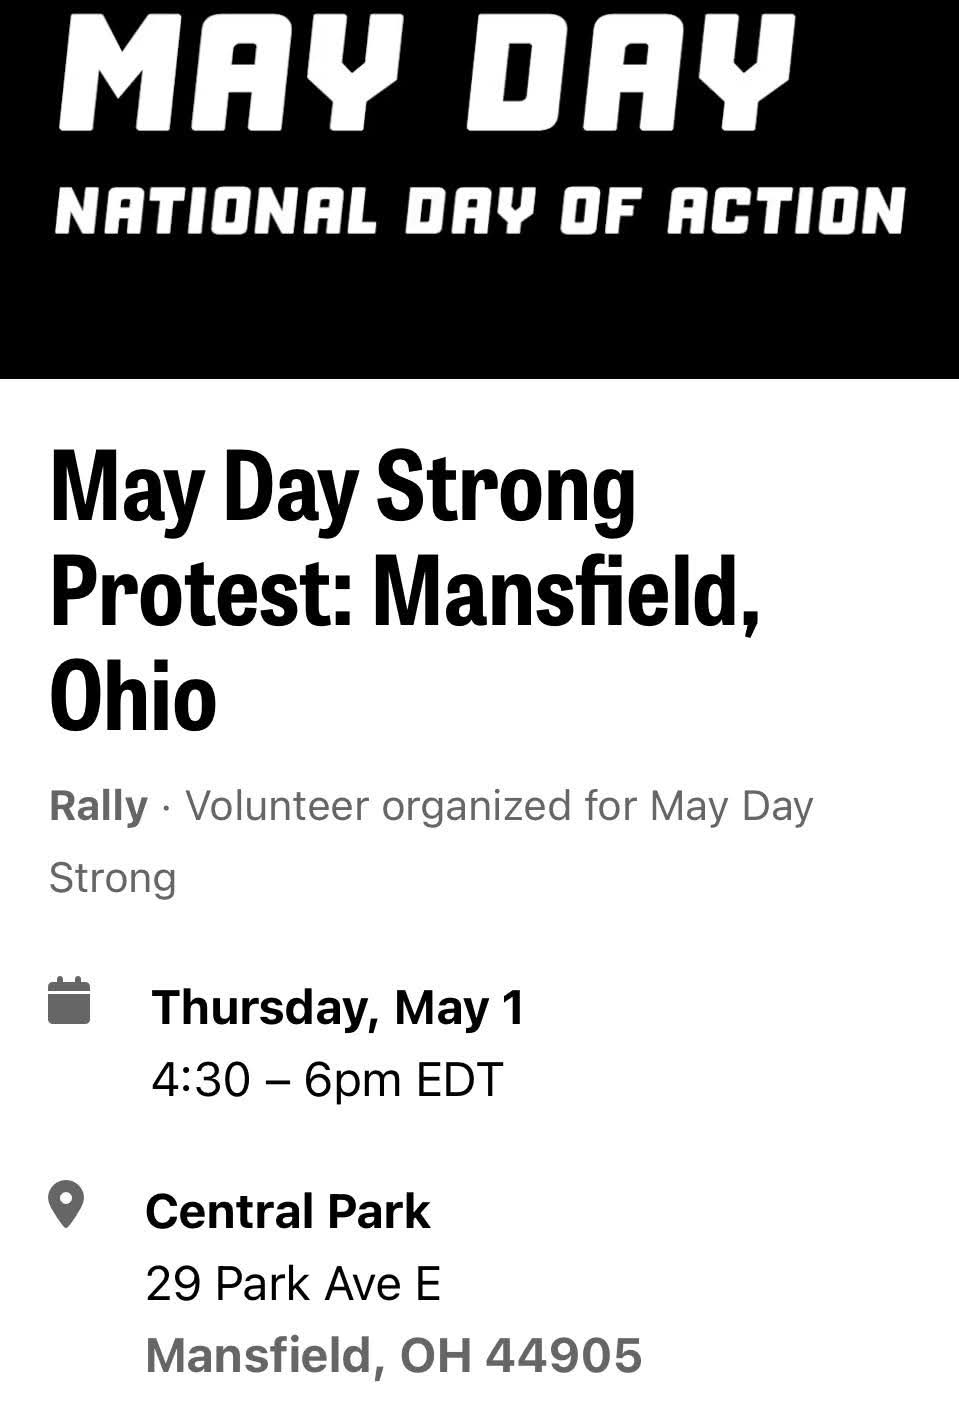 MAY DAY
NATIONAL DAY OF ACTION
May Day Strong
Protest: Mansfield,
Ohio
Rally · Volunteer organized for May Day
Strong
Thursday, May 1
4:30 – 6pm EDT
Central Park
29 Park Ave E
Mansfield, OH 44905